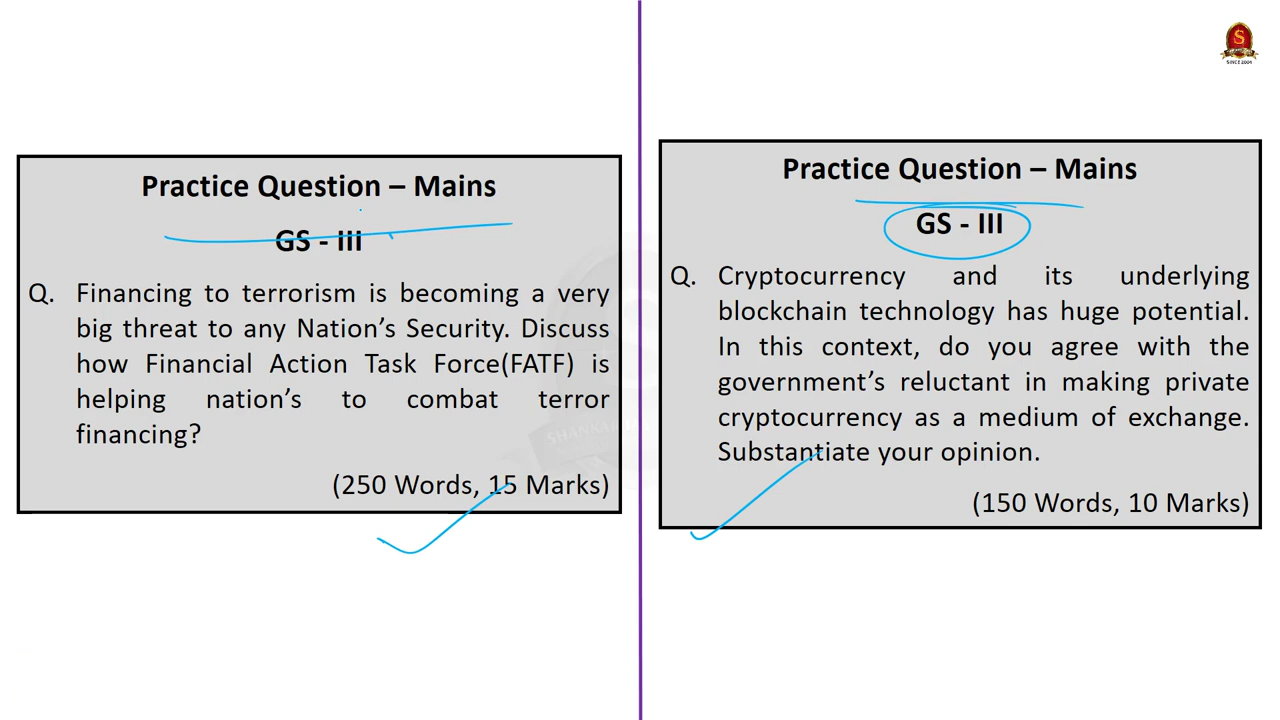 Practice Question – Mains
GS - III
Q. Financing to terrorism is becoming a very
big threat to any Nation's Security. Discuss
how Financial Action Task Force(FATF) is
helping nation's to combat terror
financing?
(250 Words, 15 Marks)
S
SINCE 2004
Practice Question – Mains
GS - III
Q. Cryptocurrency and its underlying
blockchain technology has huge potential.
In this context, do you agree with the
government's reluctant in making private
cryptocurrency as a medium of exchange.
Substantiate your opinion.
(150 Words, 10 Marks)